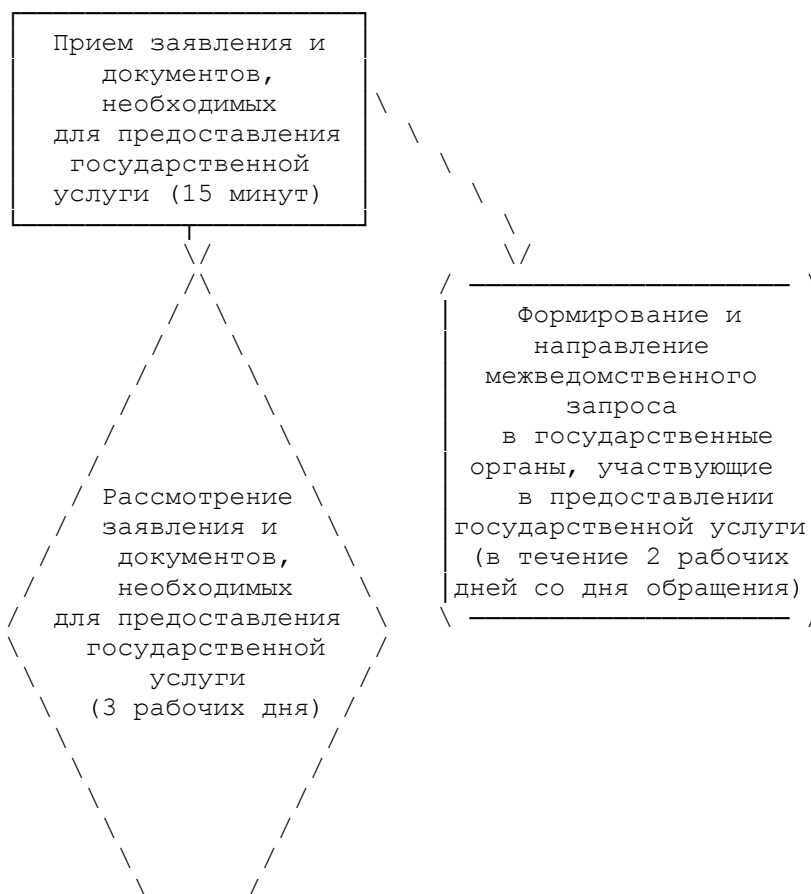 Прием заявления и
документов,
необходимых
для предоставления
государственной
услуги (15 минут)
Формирование и
направление
межведомственного
запроса
в государственные
органы, участвующие
в предоставлении
государственной услуги
(в течение 2 рабочих
дней со дня обращения)
Рассмотрение
заявления и
документов,
необходимых
для предоставления
государственной
услуги
(3 рабочих дня)